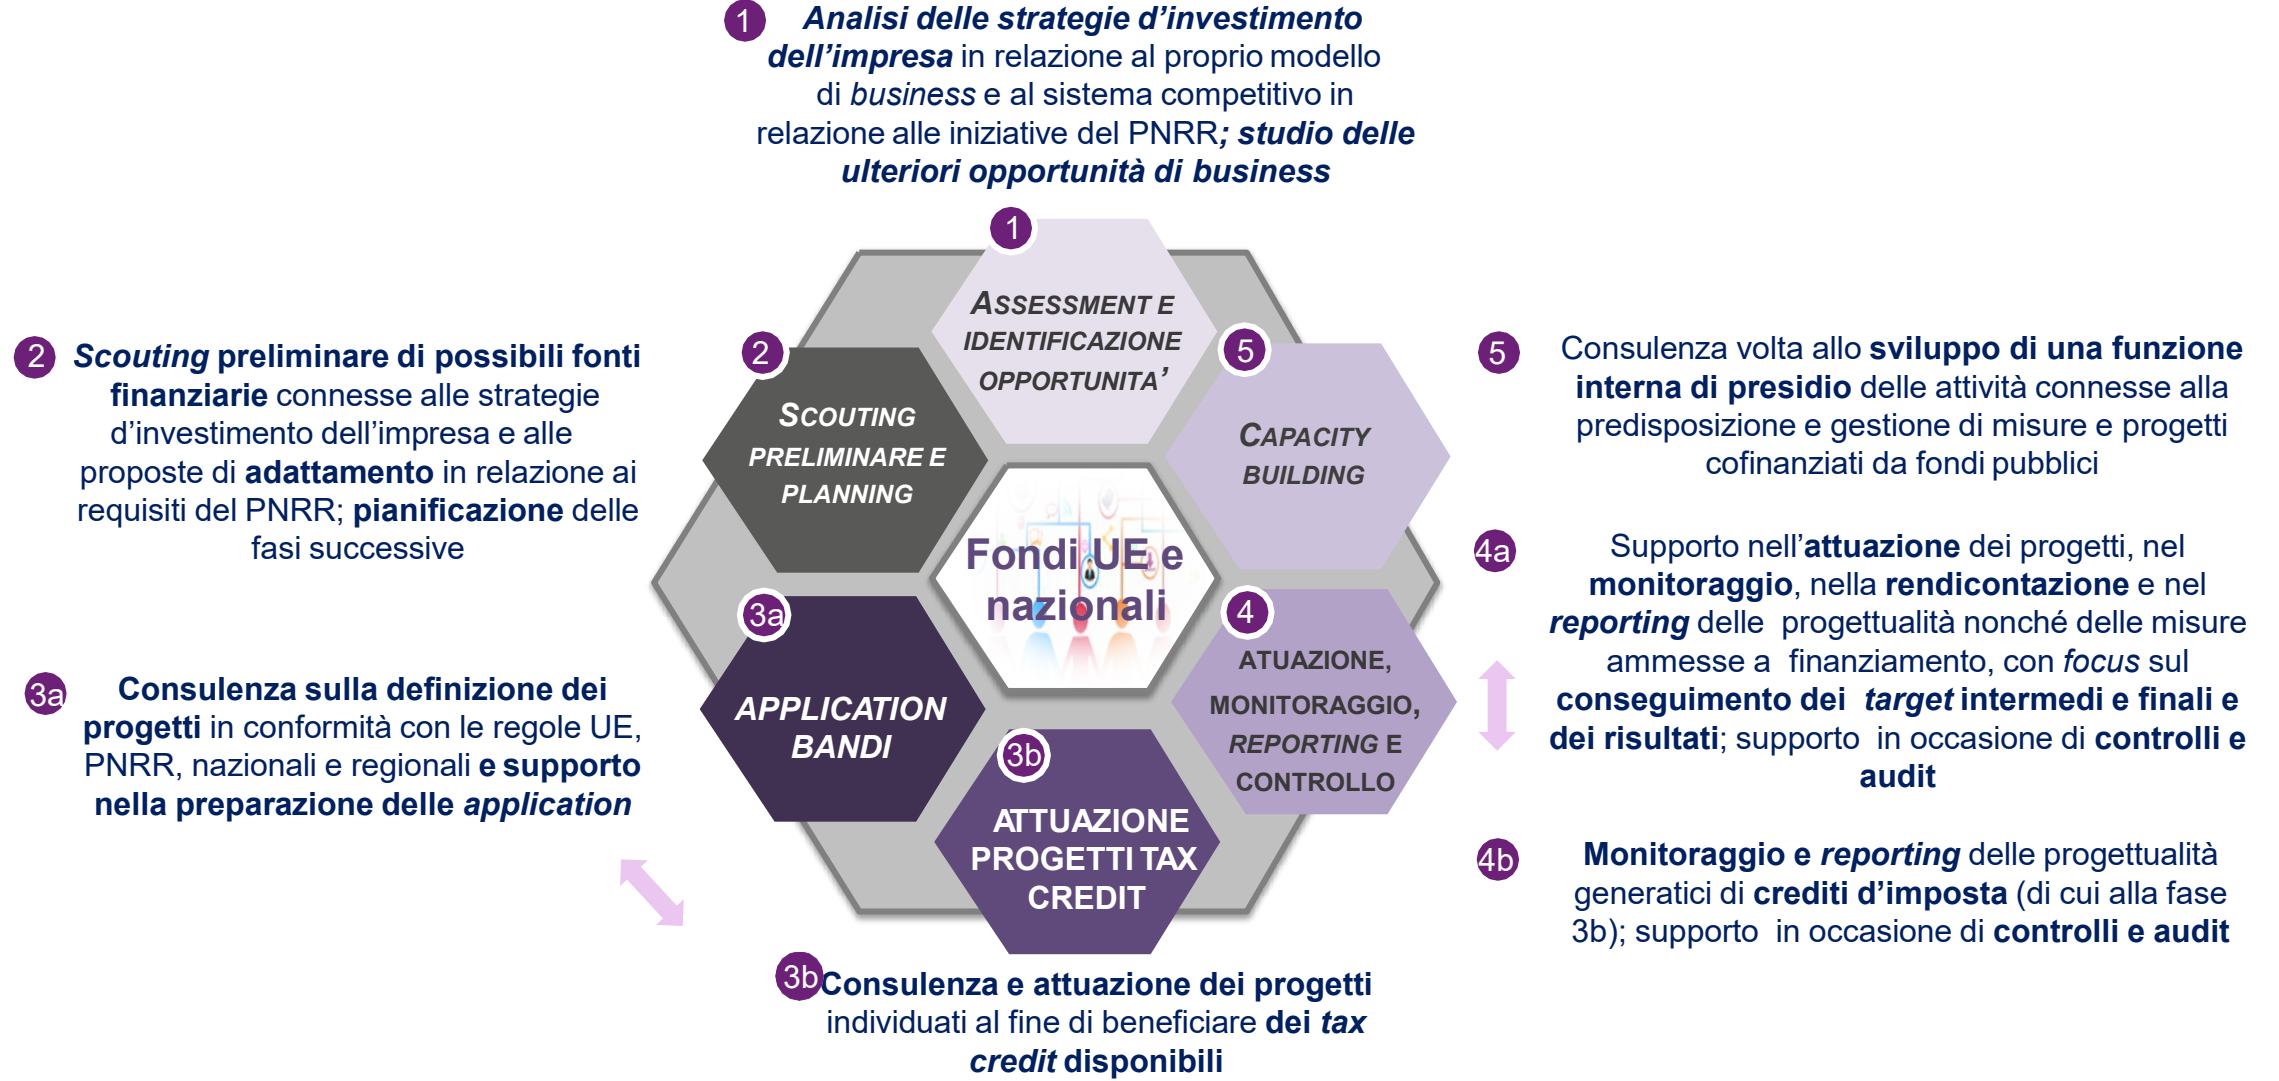 1
Analisi delle strategie d’investimento
dell’impresa in relazione al proprio modello
di business e al sistema competitivo in
relazione alle iniziative del PNRR; studio delle
ulteriori opportunità di business
1
ASSESSMENT E
IDENTIFICAZIONE
OPPORTUNITA’
2
Scouting preliminare di possibili fonti
finanziarie connesse alle strategie
d’investimento dell’impresa e alle
proposte di adattamento in relazione ai
requisiti del PNRR; pianificazione delle
fasi successive
2
SCOUTING
PRELIMINARE E
PLANNING
5
CAPACITY
BUILDING
5
Consulenza volta allo sviluppo di una funzione
interna di presidio delle attività connesse alla
predisposizione e gestione di misure e progetti
cofinanziati da fondi pubblici
Fondi UE e
nazionali
3a
Consulenza sulla definizione dei
progetti in conformità con le regole UE,
PNRR, nazionali e regionali e supporto
nella preparazione delle application
3a
APPLICATION
BANDI
4
ATUAZIONE,
MONITORAGGIO,
REPORTING E
CONTROLLO
4a
Supporto nell’attuazione dei progetti, nel
monitoraggio, nella rendicontazione e nel
reporting delle progettualità nonché delle misure
ammesse a finanziamento, con focus sul
conseguimento dei target intermedi e finali e
dei risultati; supporto in occasione di controlli e
audit
3b
ATTUAZIONE
PROGETTI TAX
CREDIT
4b
Monitoraggio e reporting delle progettualità
generatici di crediti d’imposta (di cui alla fase
3b); supporto in occasione di controlli e audit
3b
Consulenza e attuazione dei progetti
individuati al fine di beneficiare dei tax
credit disponibili